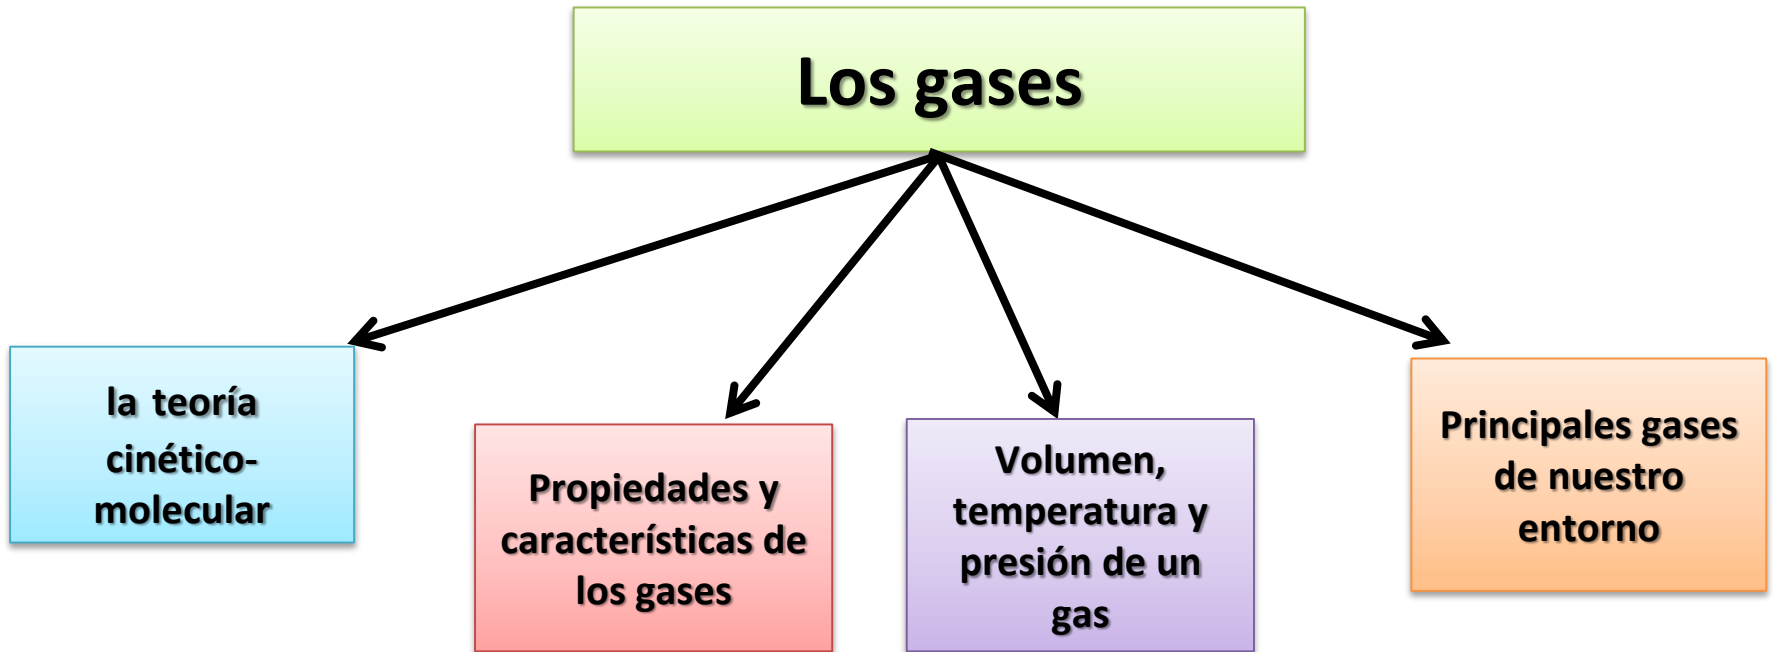 Los gases
la teoría
cinético-
molecular
Propiedades y
características de
los gases
Volumen,
temperatura y
presión de un
gas
Principales gases
de nuestro
entorno